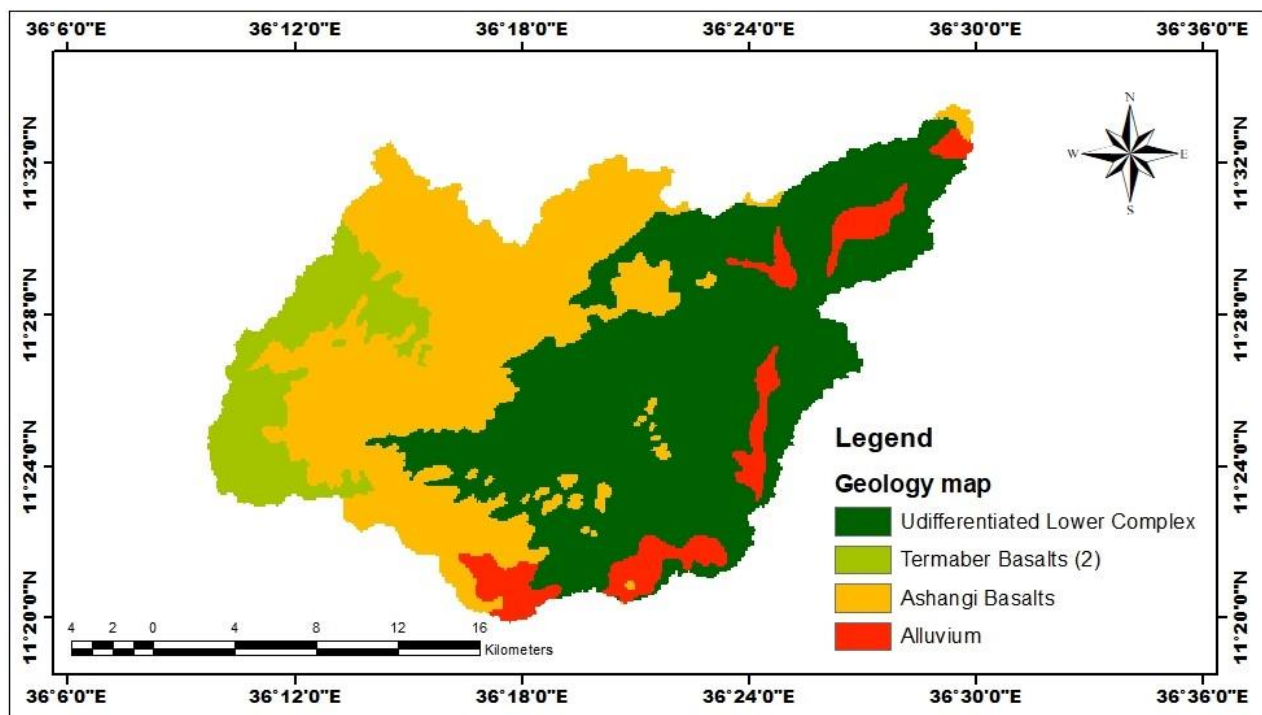 36°6'0"E 36°12'0"E 36°18'0"E 36°24'0"E 36°30'0"E 36°36'0"E
N
W E
S
11°32'0"N 11°32'0"N
11°28'0"N 11°28'0"N
11°24'0"N 11°24'0"N
11°20'0"N 11°20'0"N
Legend
Geology map
Udifferentiated Lower Complex
Termaber Basalts (2)
Ashangi Basalts
Alluvium
4 2 0 4 8 12 16
Kilometers
36°6'0"E 36°12'0"E 36°18'0"E 36°24'0"E 36°30'0"E 36°36'0"E